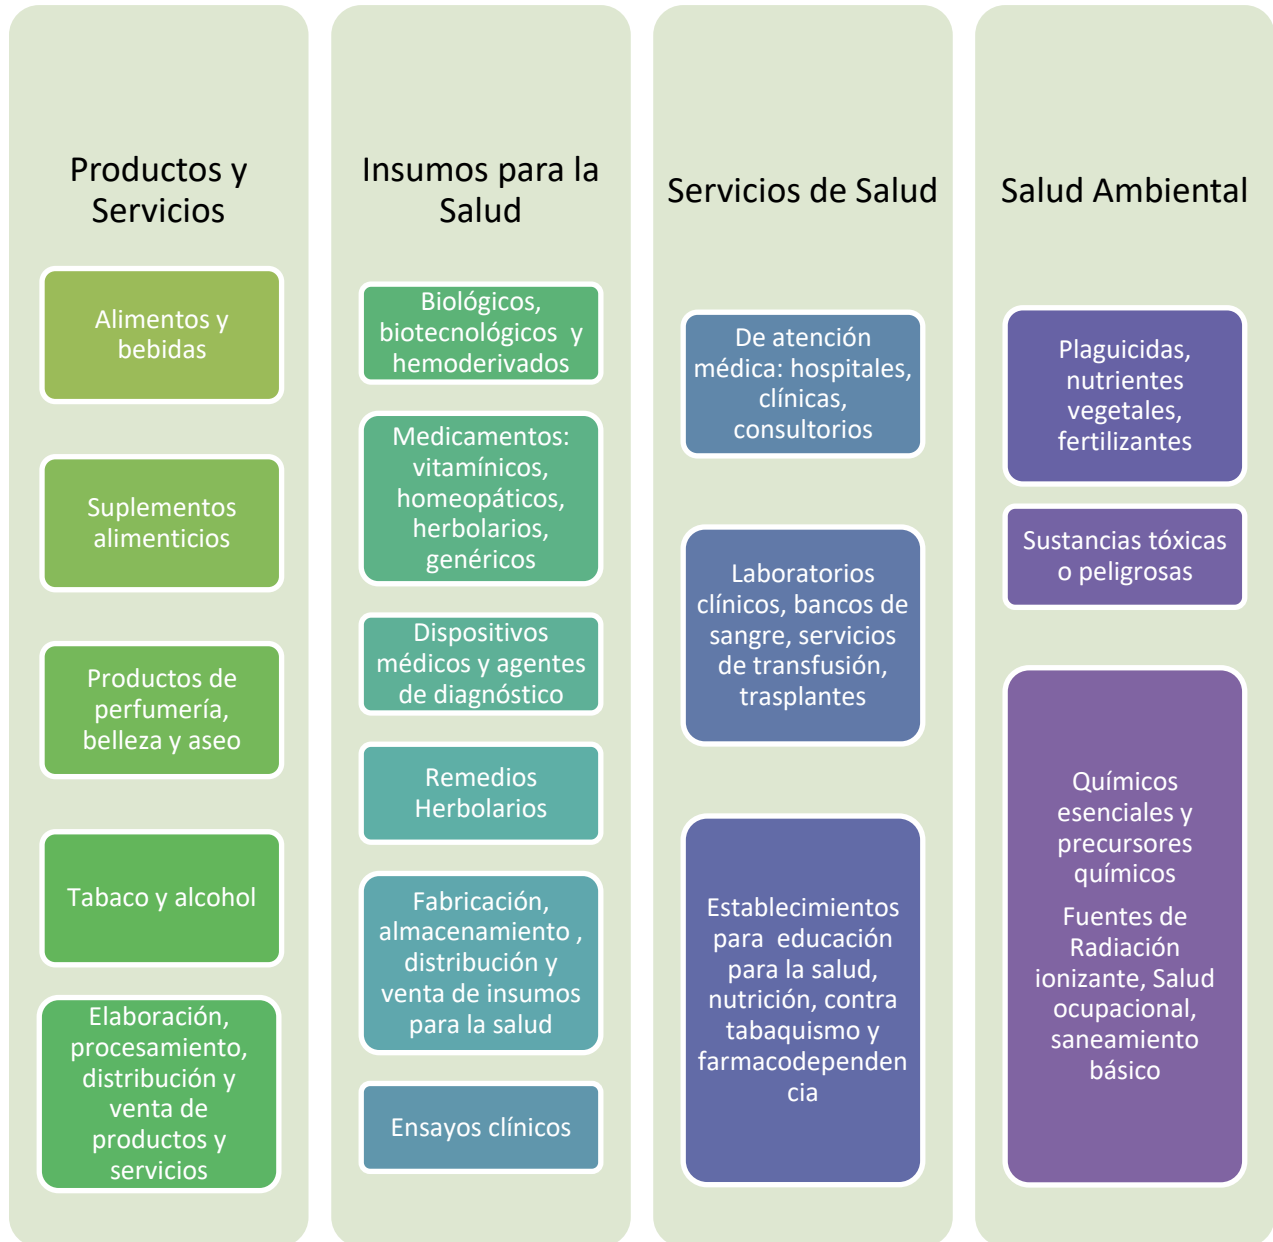 Productos y
Servicios
Alimentos y
bebidas
Suplementos
alimenticios
Productos de
perfumería,
belleza y aseo
Tabaco y alcohol
Elaboración,
procesamiento,
distribución y
venta de
productos y
servicios
Insumos para la
Salud
Biológicos,
biotecnológicos y
hemoderivados
Medicamentos:
vitamínicos,
homeopáticos,
herbolarios,
genéricos
Dispositivos
médicos y agentes
de diagnóstico
Remedios
Herbolarios
Fabricación,
almacenamiento ,
distribución y
venta de insumos
para la salud
Ensayos clínicos
Servicios de Salud
De atención
médica: hospitales,
clínicas,
consultorios
Laboratorios
clínicos, bancos de
sangre, servicios
de transfusión,
trasplantes
Establecimientos
para educación
para la salud,
nutrición, contra
tabaquismo y
farmacodependen
cia
Salud Ambiental
Plaguicidas,
nutrientes
vegetales,
fertilizantes
Sustancias tóxicas
o peligrosas
Químicos
esenciales y
precursores
químicos
Fuentes de
Radiación
ionizante, Salud
ocupacional,
saneamiento
básico